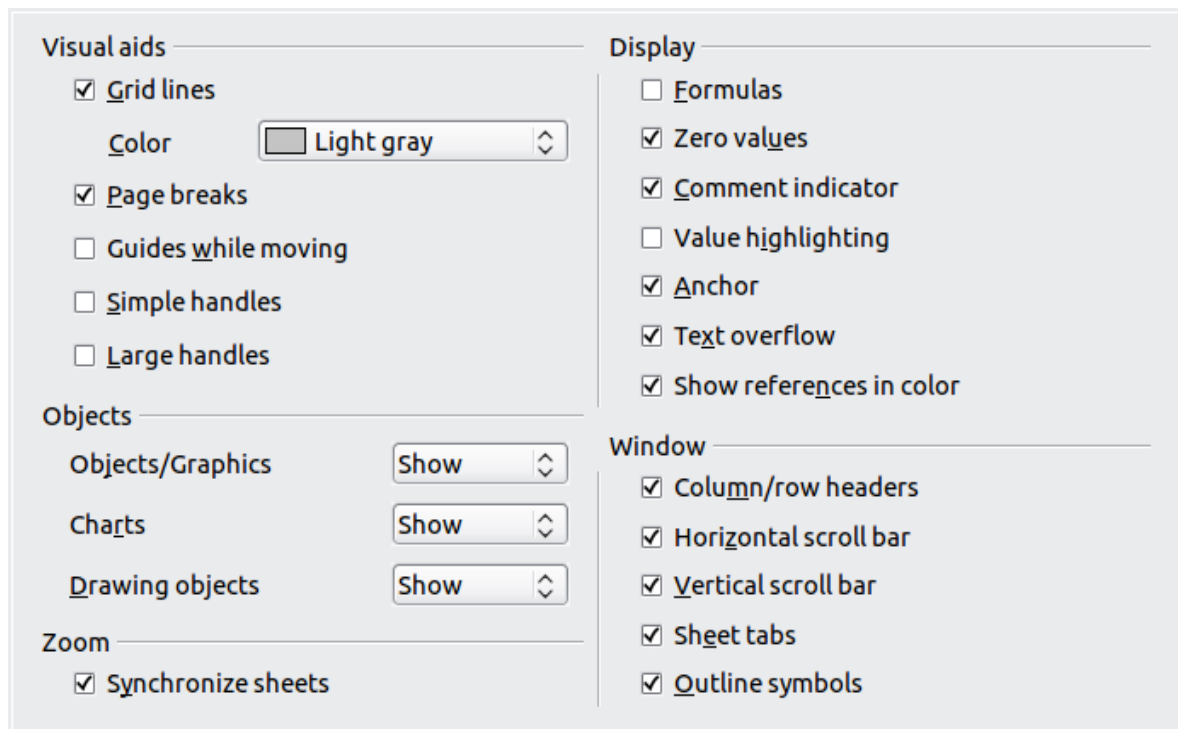 Visual aids
Grid lines
Color Light gray
Page breaks
Guides while moving
Simple handles
Large handles
Objects
Objects/Graphics Show
Charts Show
Drawing objects Show
Zoom
Synchronize sheets
Display
Formulas
Zero values
Comment indicator
Value highlighting
Anchor
Text overflow
Show references in color
Window
Column/row headers
Horizontal scroll bar
Vertical scroll bar
Sheet tabs
Outline symbols